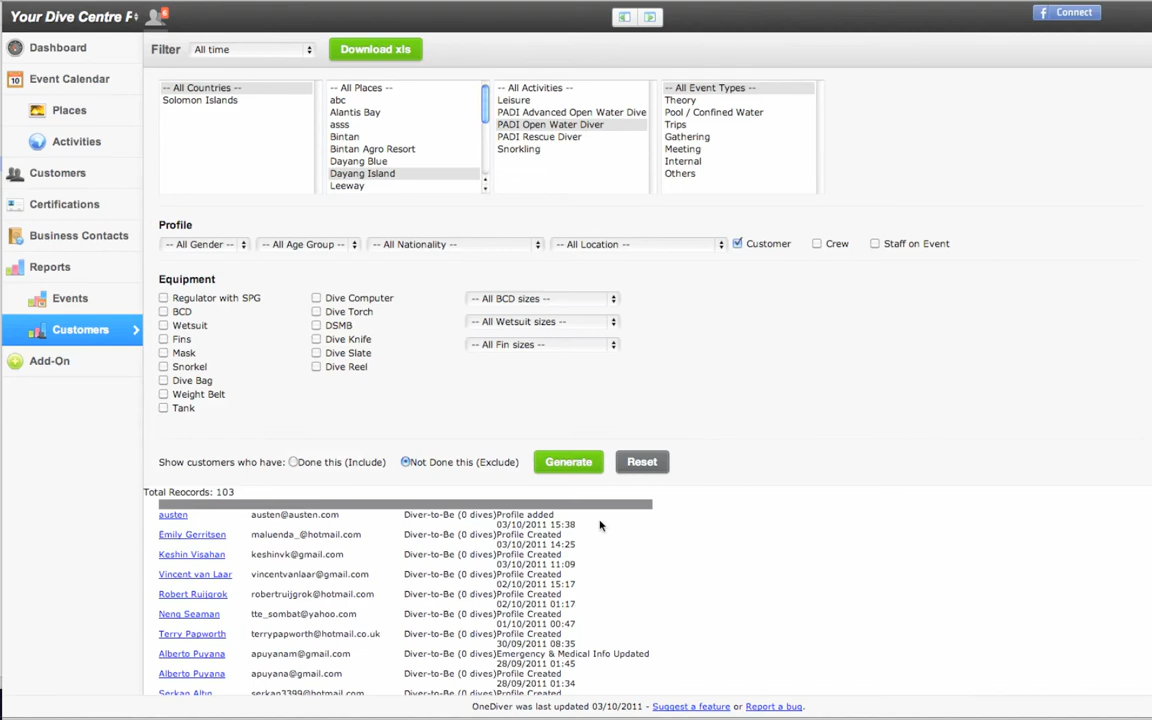 Your Dive Centre F
6
Connect
Dashboard
Filter
All time
Download xls
10
Event Calendar
Places
Activities
Customers
Certifications
Business Contacts
Reports
Events
Customers
Add-On
-- All Countries --
Solomon Islands
-- All Places --
abc
Alantis Bay
asss
Bintan
Bintan Agro Resort
Dayang Blue
Dayang Island
Leeway
-- All Activities --
Leisure
PADI Advanced Open Water Dive
PADI Open Water Diver
PADI Rescue Diver
Snorkling
-- All Event Types --
Theory
Pool / Confined Water
Trips
Gathering
Meeting
Internal
Others
Profile
-- All Gender --
-- All Age Group --
-- All Nationality --
-- All Location --
Customer
Crew
Staff on Event
Equipment
Regulator with SPG
BCD
Wetsuit
Fins
Mask
Snorkel
Dive Bag
Weight Belt
Tank
Dive Computer
Dive Torch
DSMB
Dive Knife
Dive Slate
Dive Reel
-- All BCD sizes --
-- All Wetsuit sizes --
-- All Fin sizes --
Show customers who have: Done this (Include) Not Done this (Exclude) Generate Reset
Total Reocords: 103
austen austen@austen.com Diver-to-Be (0 dives)Profile added
03/10/2011 15:38
Emily Gerritsen maluenda_@hotmail.com Diver-to-Be (0 dives)Profile Created
03/10/2011 14:25
Keshin Visahan keshinvk@gmail.com Diver-to-Be (0 dives)Profile Created
03/10/2011 11:09
Vincent van Laar vincentvanlaar@gmail.com Diver-to-Be (0 dives)Profile Created
02/10/2011 15:17
Robert Ruijgrok robertruijgrok@hotmail.com Diver-to-Be (0 dives)Profile Created
02/10/2011 01:17
Neng Seaman tte_sombat@yahoo.com Diver-to-Be (0 dives)Profile Created
01/10/2011 00:47
Terry Papworth terrypapworth@hotmail.co.uk Diver-to-Be (0 dives)Profile Created
30/09/2011 08:35
Alberto Puyana apuyanam@gmail.com Diver-to-Be (0 dives)Emergency & Medical Info Updated
28/09/2011 01:45
Alberto Puyana apuyana@gmail.com Diver-to-Be (0 dives)Profile Created
28/09/2011 01:34
Serkan Altın serkan3399@hotmail.com Diver-to-Be (0 dives)Profile Created
OneDiver was last updated 03/10/2011 - Suggest a feature or Report a bug.